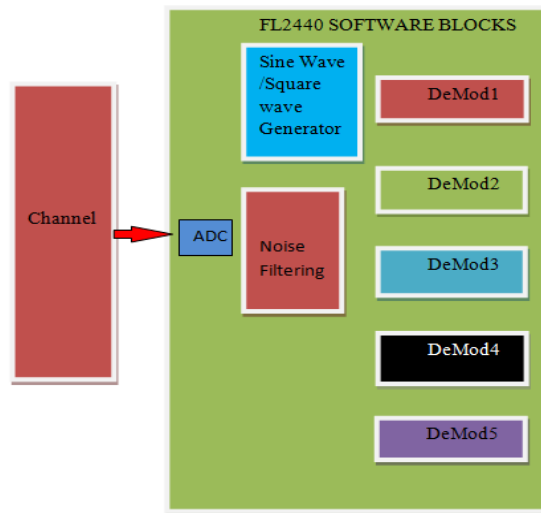 FL2440 SOFTWARE BLOCKS
Sine Wave
/Square
wave
Generator
DeMod1
DeMod2
Channel
ADC
Noise
Filtering
DeMod3
DeMod4
DeMod5